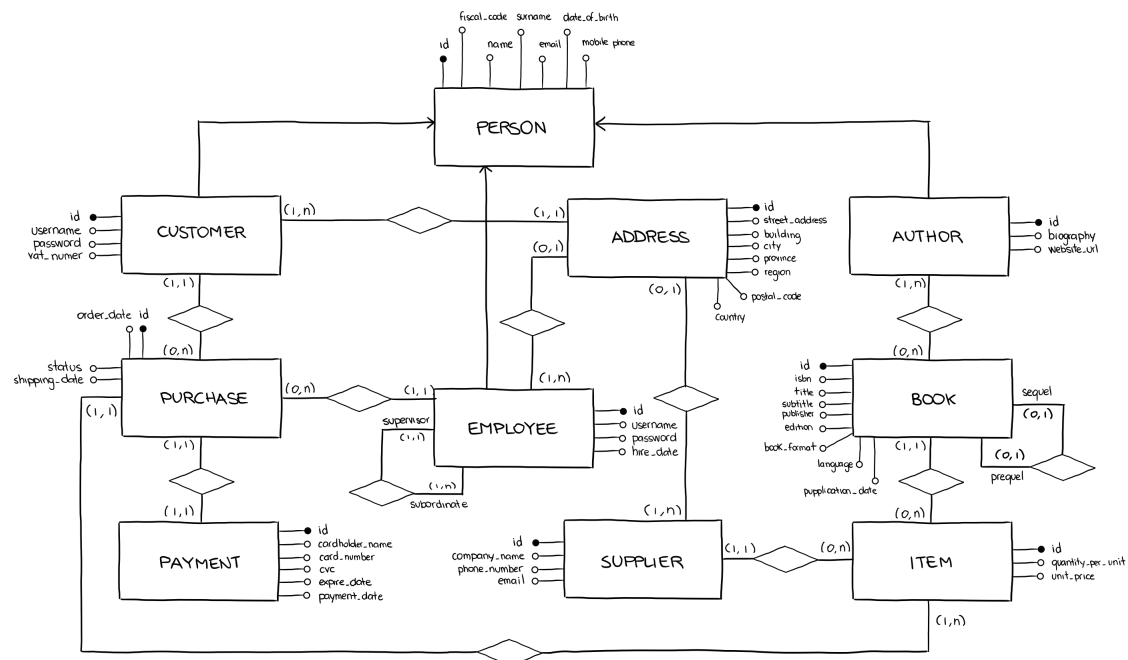 fiscal_code surname date_of_birth
id name email mobile phone
PERSON
id
username
password
vat_numer
CUSTOMER
(1,n)
(1,1)
(0,1)
ADDRESS
id
street_address
building
city
province
region
postal_code
country
AUTHOR
id
biography
website_url
(1,1)
(0,1)
(1,n)
order_date id
(0,n)
status
shipping_date
PURCHASE
(1,1)
(0,n)
(1,1)
(1,1)
supervisor
(1,1)
(1,n)
EMPLOYEE
id
username
password
hire_date
(1,n)
subordinate
(0,n)
id
isbn
title
subtitle
publisher
edition
book_format
language
pupplication_date
BOOK
sequel
(0,1)
(0,1)
prequel
(1,1)
(1,1)
PAYMENT
id
cardholder_name
card_number
cvc
expire_date
payment_date
(1,n)
id
company_name
phone_number
email
SUPPLIER
(1,1)
(0,n)
(0,n)
ITEM
id
quantity_per_unit
unit_price
(1,n)